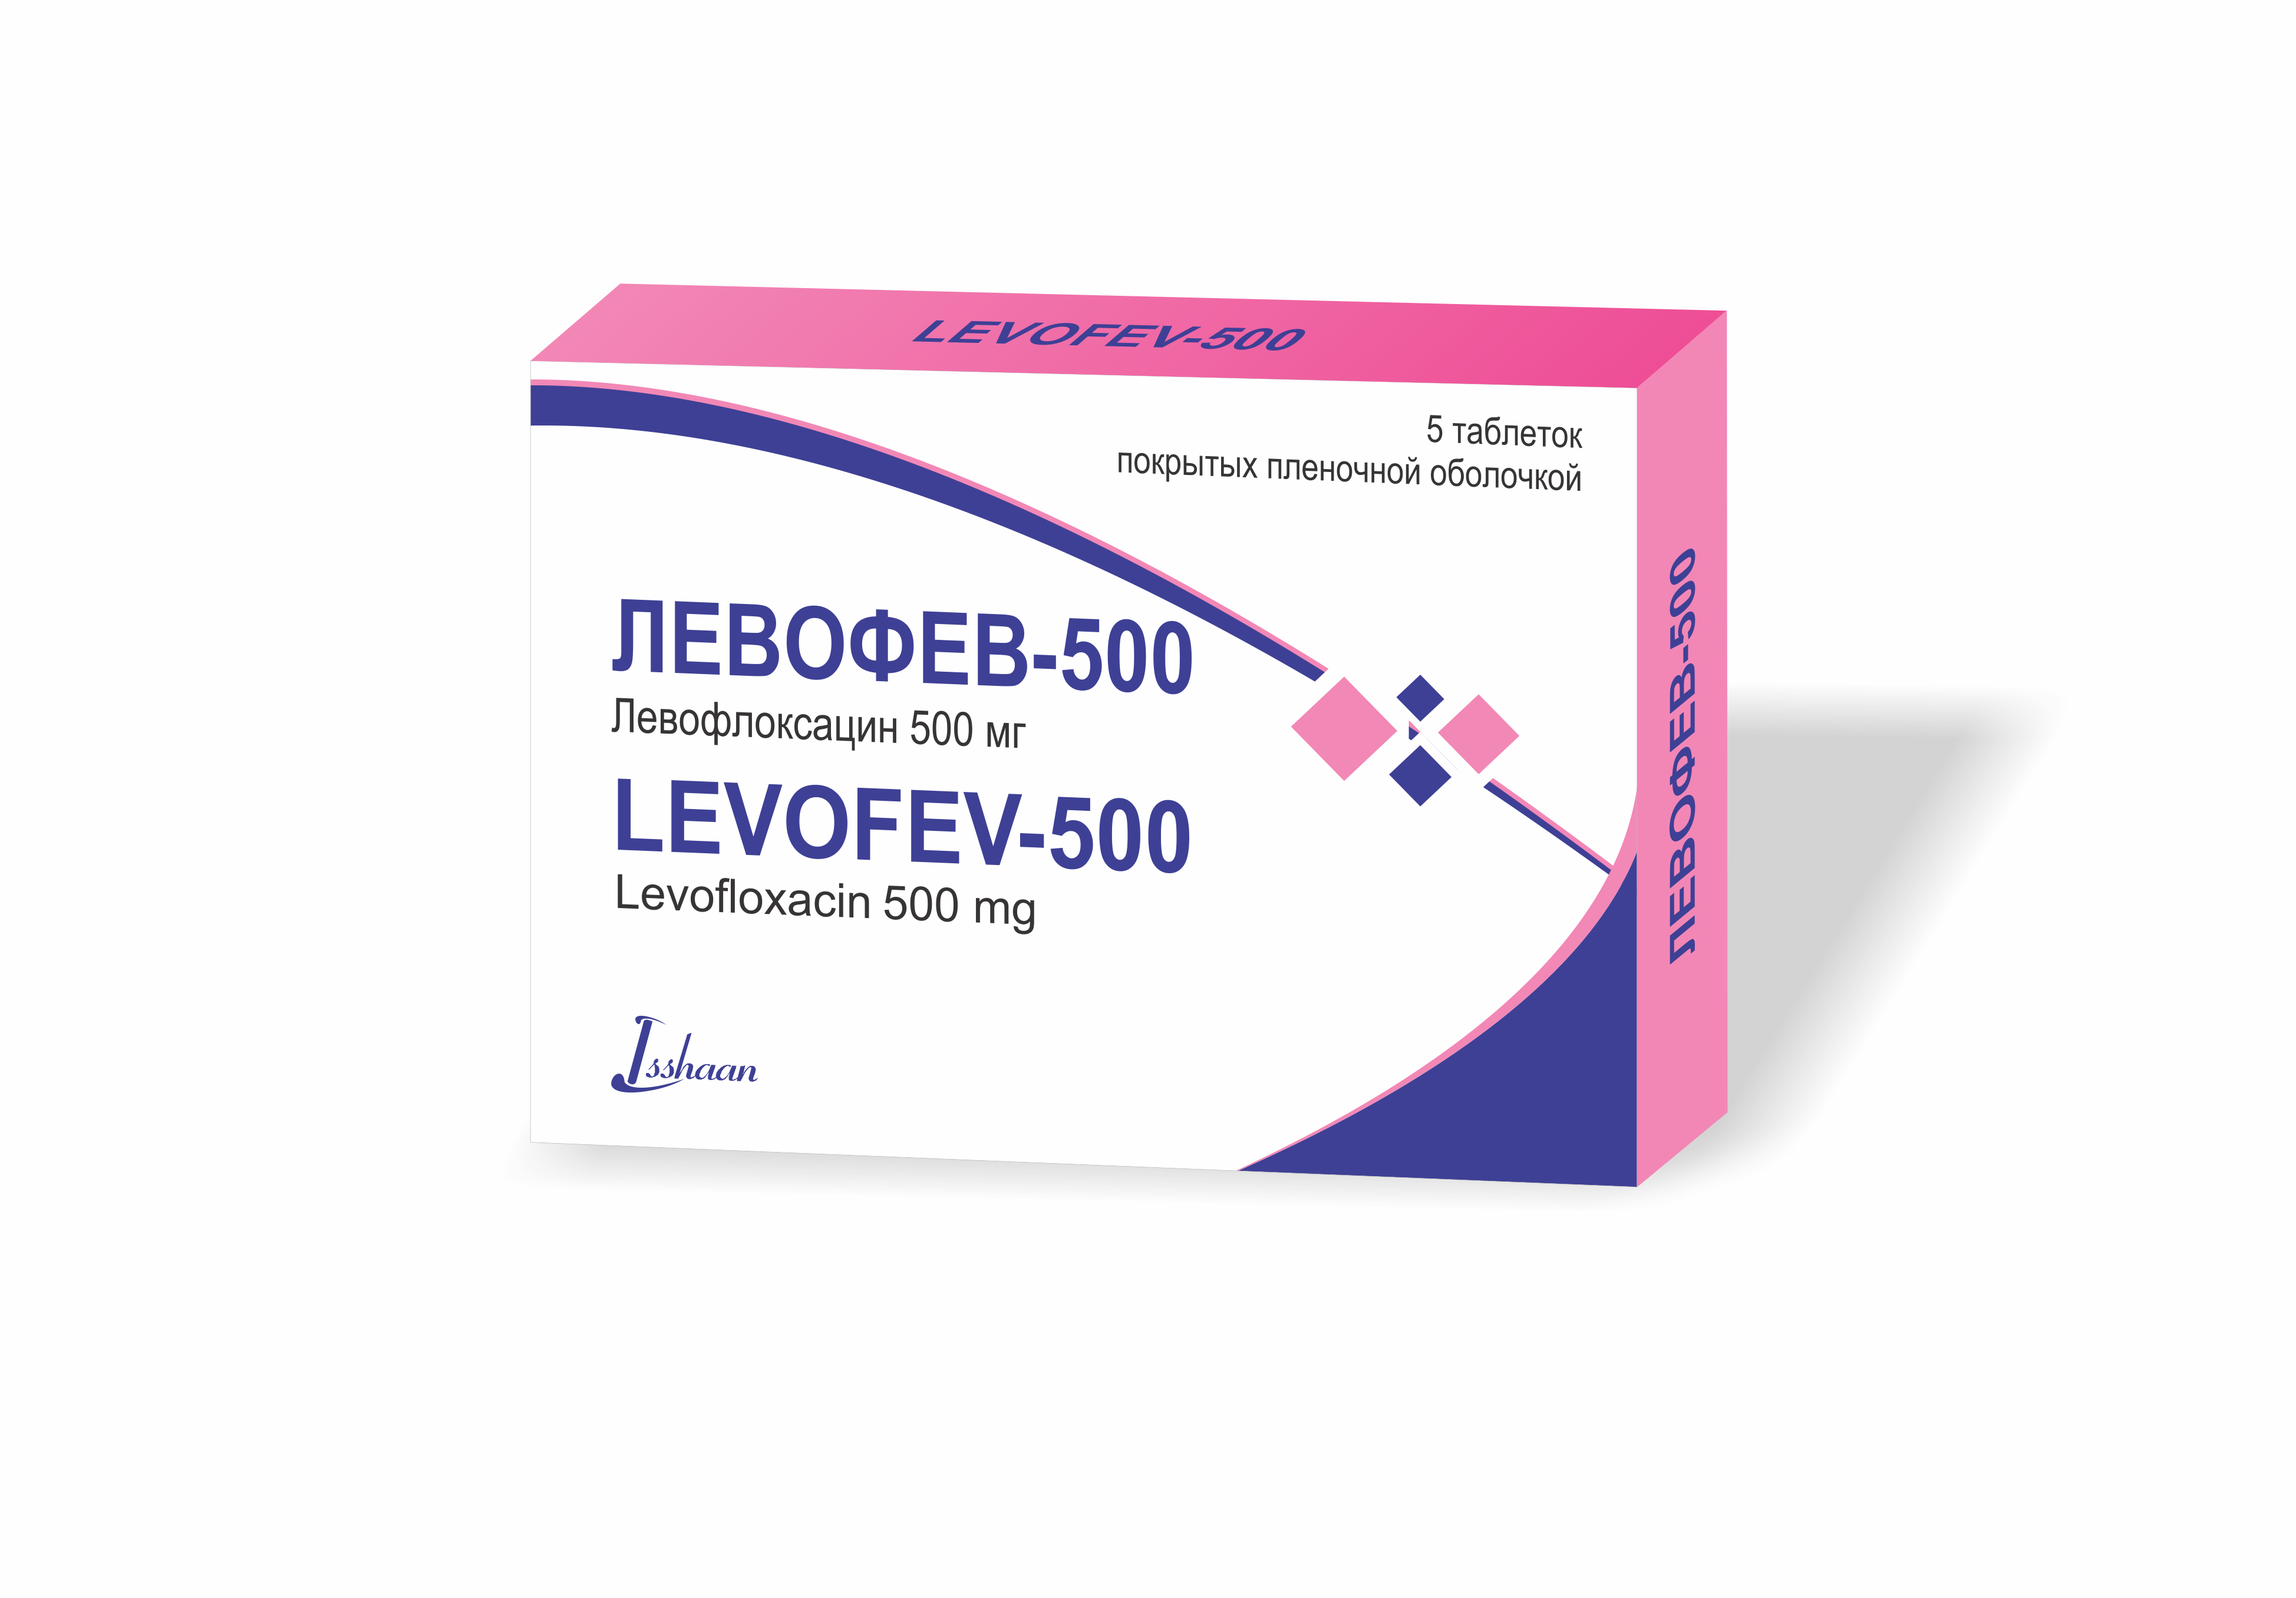 LEVOFEV-500
5 таблеток
покрытых пленочной оболочкой
ЛЕВОФЕВ-500
Левофлоксацин 500 мг
LEVOFEV-500
Levofloxacin 500 mg
Isshaan
ЛЕВОФЕВ-500